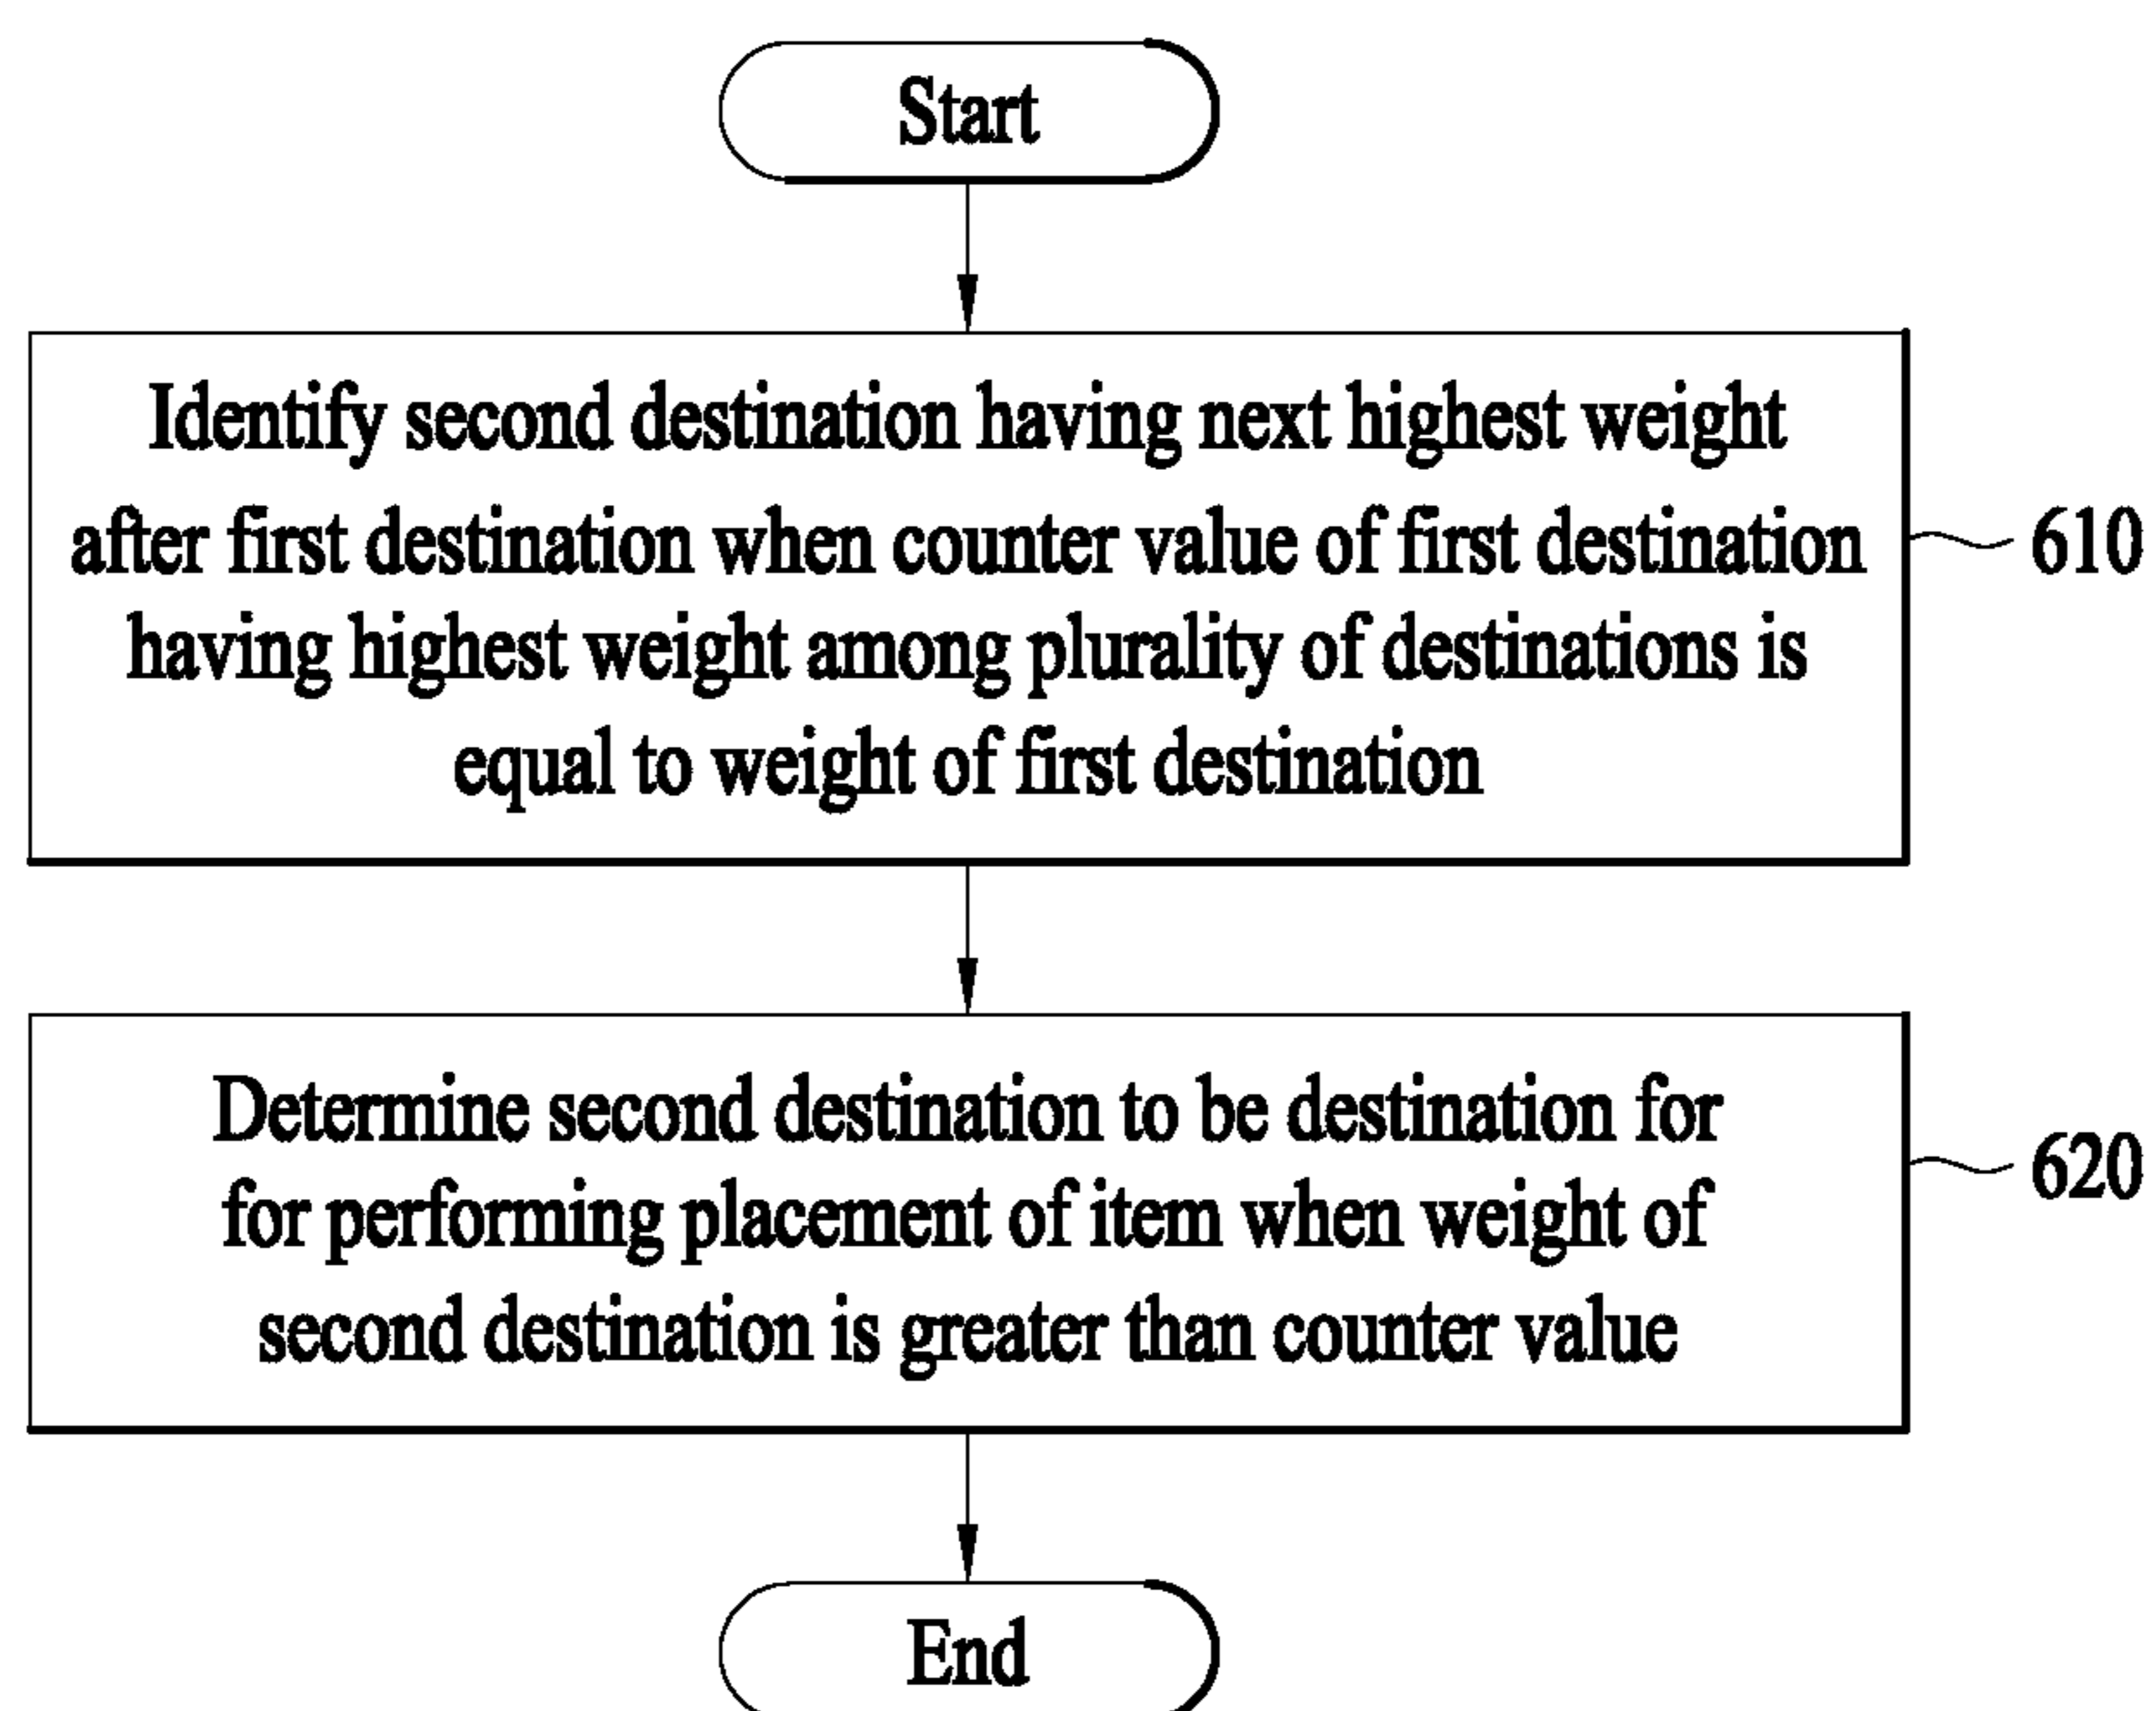 Start
Identify second destination having next highest weight
after first destination when counter value of first destination
having highest weight among plurality of destinations is
equal to weight of first destination
610
Determine second destination to be destination for
for performing placement of item when weight of
second destination is greater than counter value
620
End